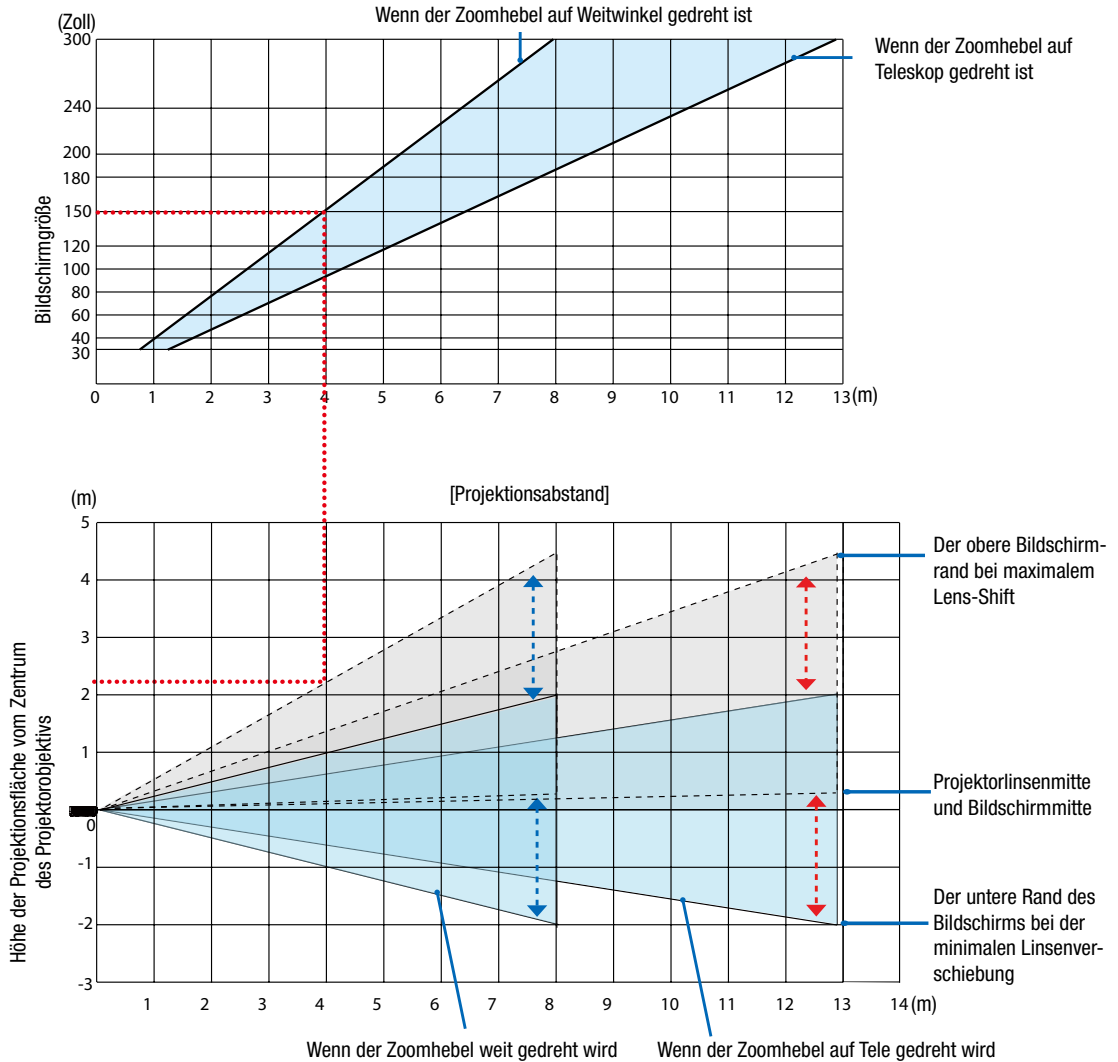 Wenn der Zoomhebel auf Weitwinkel gedreht ist
(Zoll)
Wenn der Zoomhebel auf
Teleskop gedreht ist
300
240
200
180
150
120
100
80
60
40
30
Bildschirmgröße
0 1 2 3 4 5 6 7 8 9 10 11 12 13 (m)
(m)
[Projektionsabstand]
5
4
3
2
1
0
-1
-2
-3
Höhe der Projektionsfläche vom Zentrum
des Projektorobjektivs
Der obere Bildschirm-
rand bei maximalem
Lens-Shift
Projektorlinsenmitte
und Bildschirmmitte
Der untere Rand des
Bildschirms bei der
minimalen Linsenver-
schiebung
1 2 3 4 5 6 7 8 9 10 11 12 13 14 (m)
Wenn der Zoomhebel weit gedreht wird
Wenn der Zoomhebel auf Tele gedreht wird